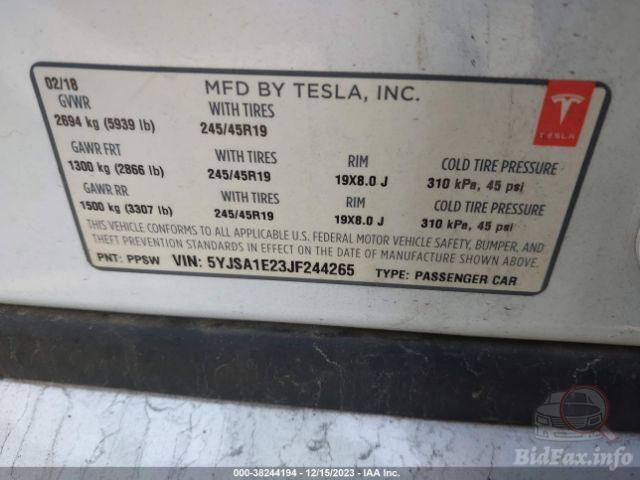 02/18 MFD BY TESLA, INC.
GVWR WITH TIRES
2694 kg (5939 lb) 245/45R19
TESLA
GAWR FRT WITH TIRES RIM COLD TIRE PRESSURE
1300 kg (2866 lb) 245/45R19 19X8.0 J 310 kPa, 45 psi
GAWR RR WITH TIRES RIM COLD TIRE PRESSURE
1500 kg (3307 lb) 245/45R19 19X8.0 J 310 kPa, 45 psi
THIS VEHICLE CONFORMS TO ALL APPLICABLE U.S. FEDERAL MOTOR VEHICLE SAFETY, BUMPER, AND
THEFT PREVENTION STANDARDS IN EFFECT ON THE DATE OF MANUFACTURE SHOWN ABOVE.
PNT: PPSW VIN: 5YJSA1E23JF244265 TYPE: PASSENGER CAR
000-38244194 - 12/15/2023 - IAA Inc.
BidFax.info